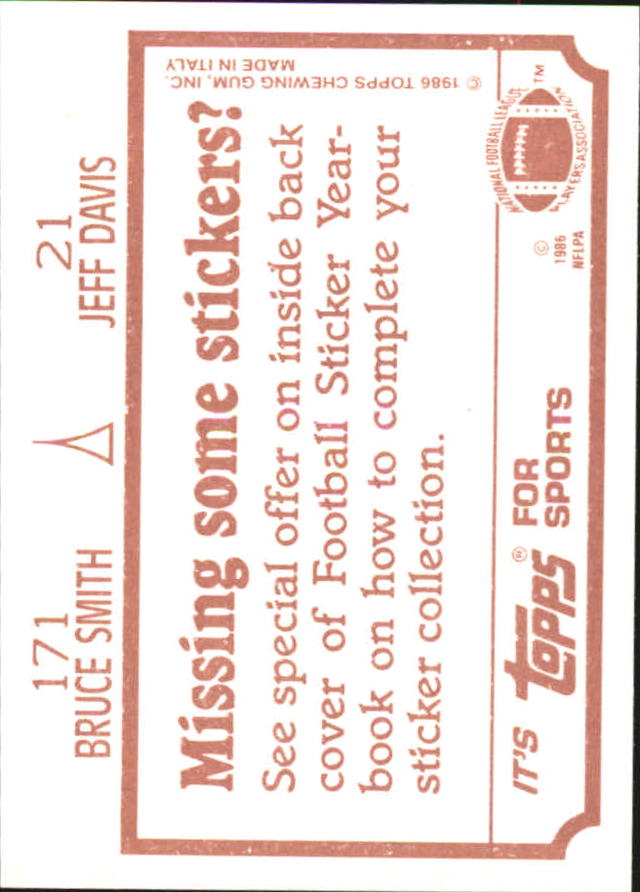 171
BRUCE SMITH
21
JEFF DAVIS
© 1986 TOPPS CHEWING GUM, INC.
MADE IN ITALY
Missing some stickers?
See special offer on inside back
cover of Football Sticker Year-
book on how to complete your
sticker collection.
IT'S TOPPS® FOR SPORTS
NATIONAL FOOTBALL LEAGUE
PLAYERS ASSOCIATION
TM
©
1986
NFLPA